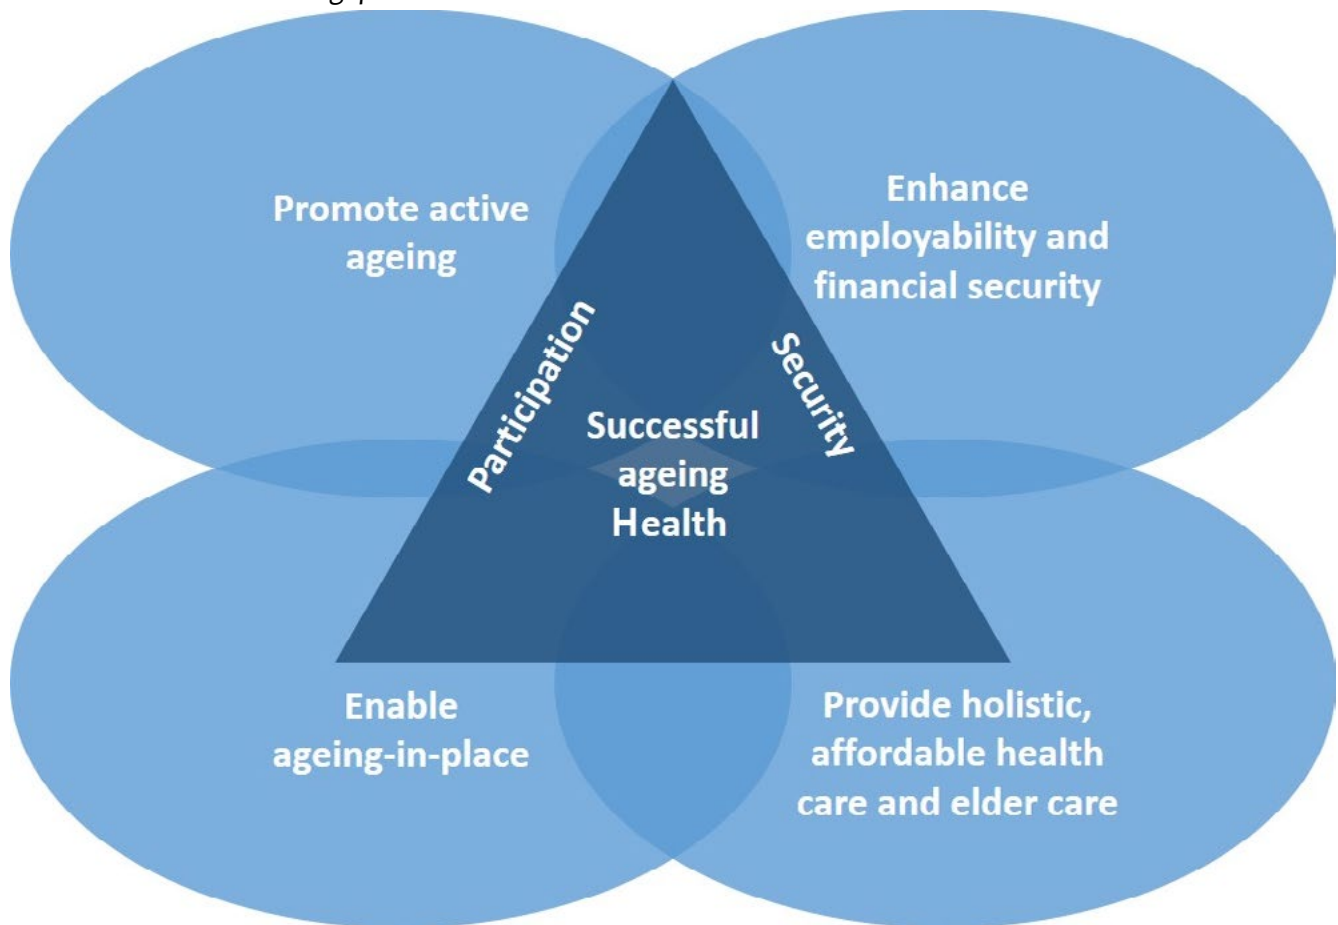 Promote active
ageing
Enhance
employability and
financial security
Participation
Security
Successful
ageing
Health
Enable
ageing-in-place
Provide holistic,
affordable health
care and elder care